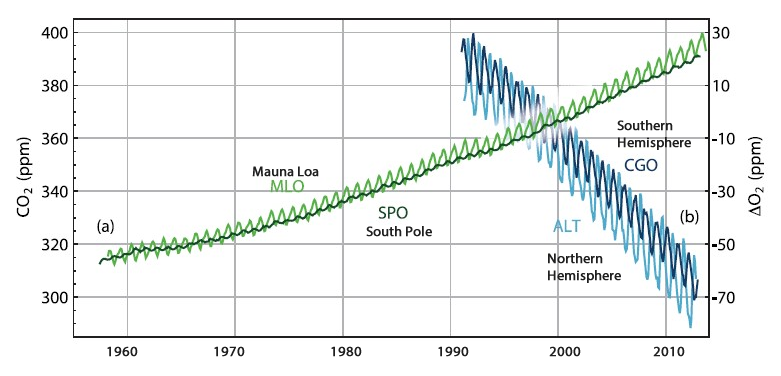 400
380
360
340
320
300
CO2 (ppm)
30
10
-10
-30
-50
-70
ΔO2 (ppm)
1960
1970
1980
1990
2000
2010
(a)
Mauna Loa
MLO
SPO
South Pole
Southern
Hemisphere
CGO
(b)
ALT
Northern
Hemisphere